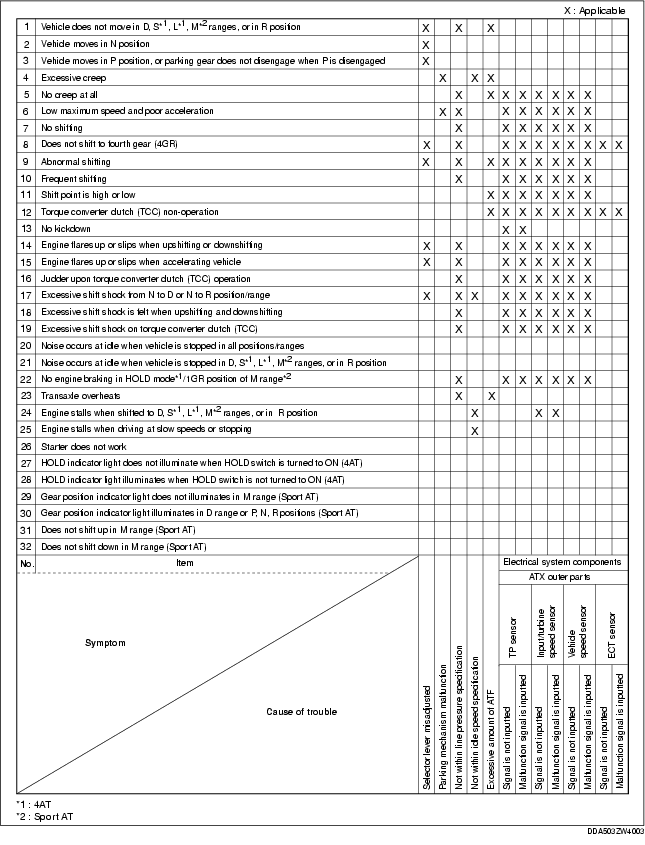 X : Applicable
1 Vehicle does not move in D, S*1, L*1, M*2 ranges, or in R position X X X
2 Vehicle moves in N position X
3 Vehicle moves in P position, or parking gear does not disengage when P is disengaged X
4 Excessive creep X X X
5 No creep at all X X X X X X X X
6 Low maximum speed and poor acceleration X X X X X X X X
7 No shifting X X X X X X X
8 Does not shift to fourth gear (4GR) X X X X X X X X X X
9 Abnormal shifting X X X X X X X X X
10 Frequent shifting X X X X X X X
11 Shift point is high or low X X X X X X X
12 Torque converter clutch (TCC) non-operation X X X X X X X X X
13 No kickdown X X
14 Engine flares up or slips when upshifting or downshifting X X X X X X X X
15 Engine flares up or slips when accelerating vehicle X X X X X X X X
16 Judder upon torque converter clutch (TCC) operation X X X X X X X
17 Excessive shift shock from N to D or N to R position/range X X X X X X X X X
18 Excessive shift shock is felt when upshifting and downshifting X X X X X X X
19 Excessive shift shock on torque converter clutch (TCC) X X X X X X X
20 Noise occurs at idle when vehicle is stopped in all positions/ranges
21 Noise occurs at idle when vehicle is stopped in D, S*1, L*1, M*2 ranges, or in R position
22 No engine braking in HOLD mode*1/1GR position of M range*2 X X X X X X X
23 Transaxle overheats X X
24 Engine stalls when shifted to D, S*1, L*1, M*2 ranges, or in R position X X X
25 Engine stalls when driving at slow speeds or stopping X
26 Starter does not work
27 HOLD indicator light does not illuminate when HOLD switch is turned to ON (4AT)
28 HOLD indicator light illuminates when HOLD switch is not turned to ON (4AT)
29 Gear position indicator light does not illuminates in M range (Sport AT)
30 Gear position indicator light illuminates in D range or P, N, R positions (Sport AT)
31 Does not shift up in M range (Sport AT)
32 Does not shift down in M range (Sport AT)
No. Item
Symptom
Cause of trouble
Selector lever misadjusted
Parking mechanism malfunction
Not within line pressure specification
Not within idle speed specification
Excessive amount of ATF
Electrical system components
ATX outer parts
TP sensor
Input/turbine
speed sensor
Vehicle
speed sensor
ECT sensor
Signal is not inputted
Malfunction signal is inputted
Signal is not inputted
Malfunction signal is inputted
Signal is not inputted
Malfunction signal is inputted
Signal is not inputted
Malfunction signal is inputted
*1 : 4AT
*2 : Sport AT
DDA503ZW4003